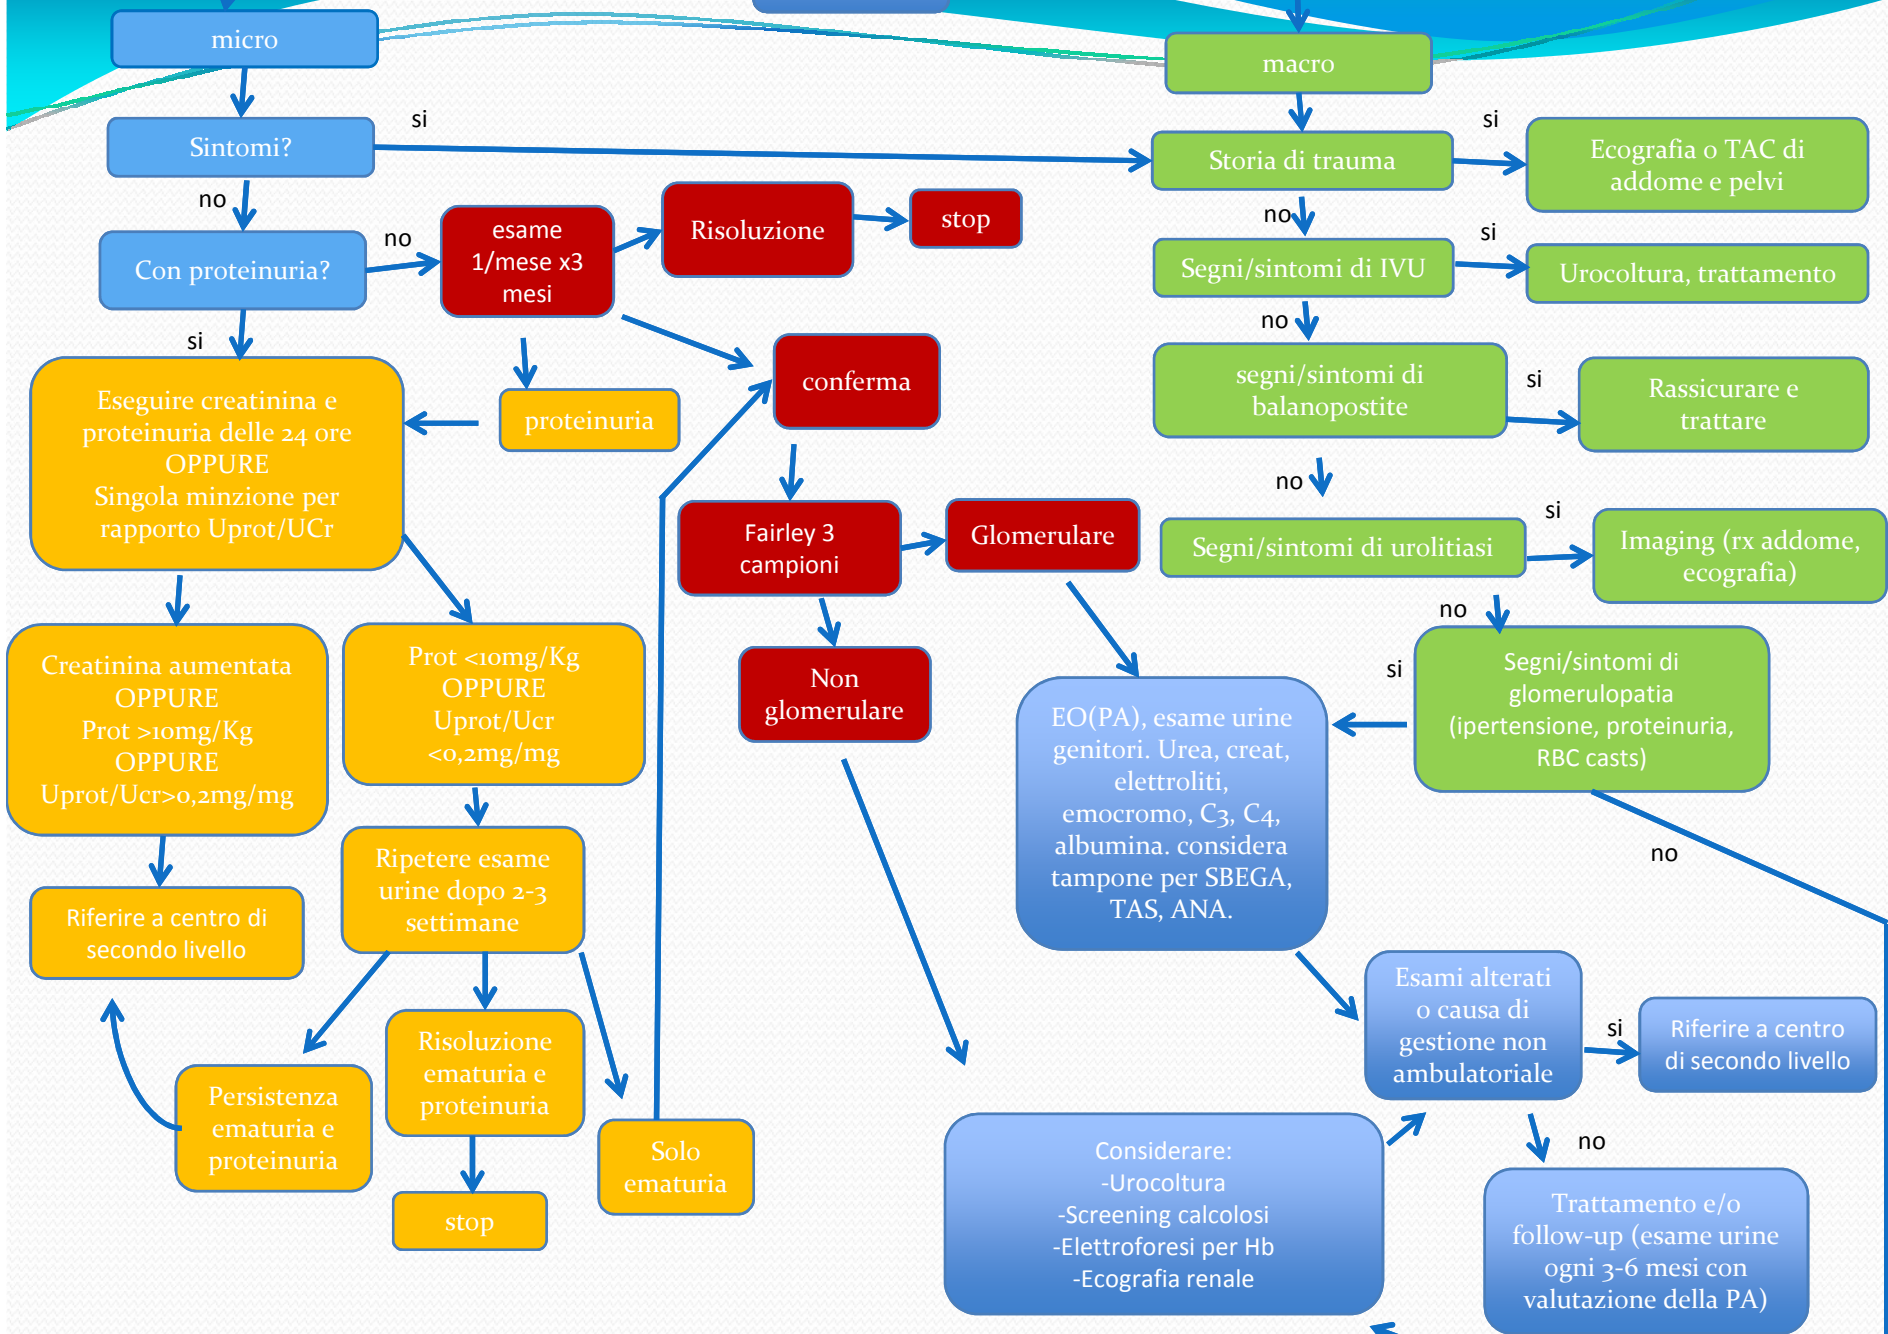 micro
macro
si
Sintomi?
si
Storia di trauma
Ecografia o TAC di
addome e pelvi
no
no
Risoluzione
stop
esame
1/mese x3
mesi
no
Con proteinuria?
si
Segni/sintomi di IVU
Urocoltura, trattamento
si
no
conferma
segni/sintomi di
balanopostite
si
Rassicurare e
trattare
Eseguire creatinina e
proteinuria delle 24 ore
OPPURE
Singola minzione per
rapporto Uprot/UCr
proteinuria
no
Fairley 3
campioni
Glomerulare
Segni/sintomi di urolitiasi
si
Imaging (rx addome,
ecografia)
no
Creatinina aumentata
OPPURE
Prot >10mg/Kg
OPPURE
Uprot/Ucr>0,2mg/mg
Prot <10mg/Kg
OPPURE
Uprot/Ucr
<0,2mg/mg
Non
glomerulare
si
Segni/sintomi di
glomerulopatia
(ipertensione, proteinuria,
RBC casts)
EO(PA), esame urine
genitori. Urea, creat,
elettroliti,
emocromo, C3, C4,
albumina. considera
tampone per SBEGA,
TAS, ANA.
no
Ripetere esame
urine dopo 2-3
settimane
Riferire a centro di
secondo livello
Esami alterati
o causa di
gestione non
ambulatoriale
si
Riferire a centro
di secondo livello
Risoluzione
ematuria e
proteinuria
Persistenza
ematuria e
proteinuria
Solo
ematuria
no
Considerare:
-Urocoltura
-Screening calcolosi
-Elettroforesi per Hb
-Ecografia renale
stop
Trattamento e/o
follow-up (esame urine
ogni 3-6 mesi con
valutazione della PA)